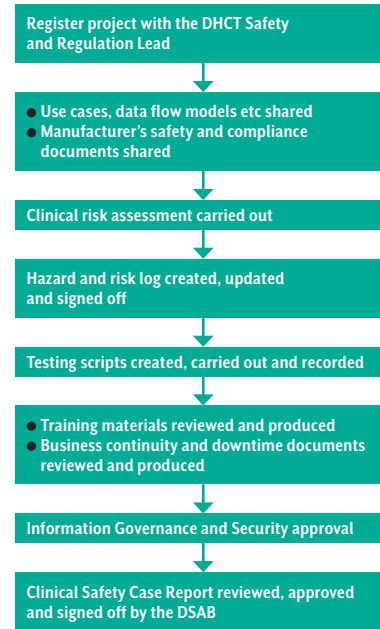 Register project with the DHCT Safety
and Regulation Lead
● Use cases, data flow models etc shared
● Manufacturer's safety and compliance
documents shared
Clinical risk assessment carried out
Hazard and risk log created, updated
and signed off
Testing scripts created, carried out and recorded
● Training materials reviewed and produced
● Business continuity and downtime documents
reviewed and produced
Information Governance and Security approval
Clinical Safety Case Report reviewed, approved
and signed off by the DSAB